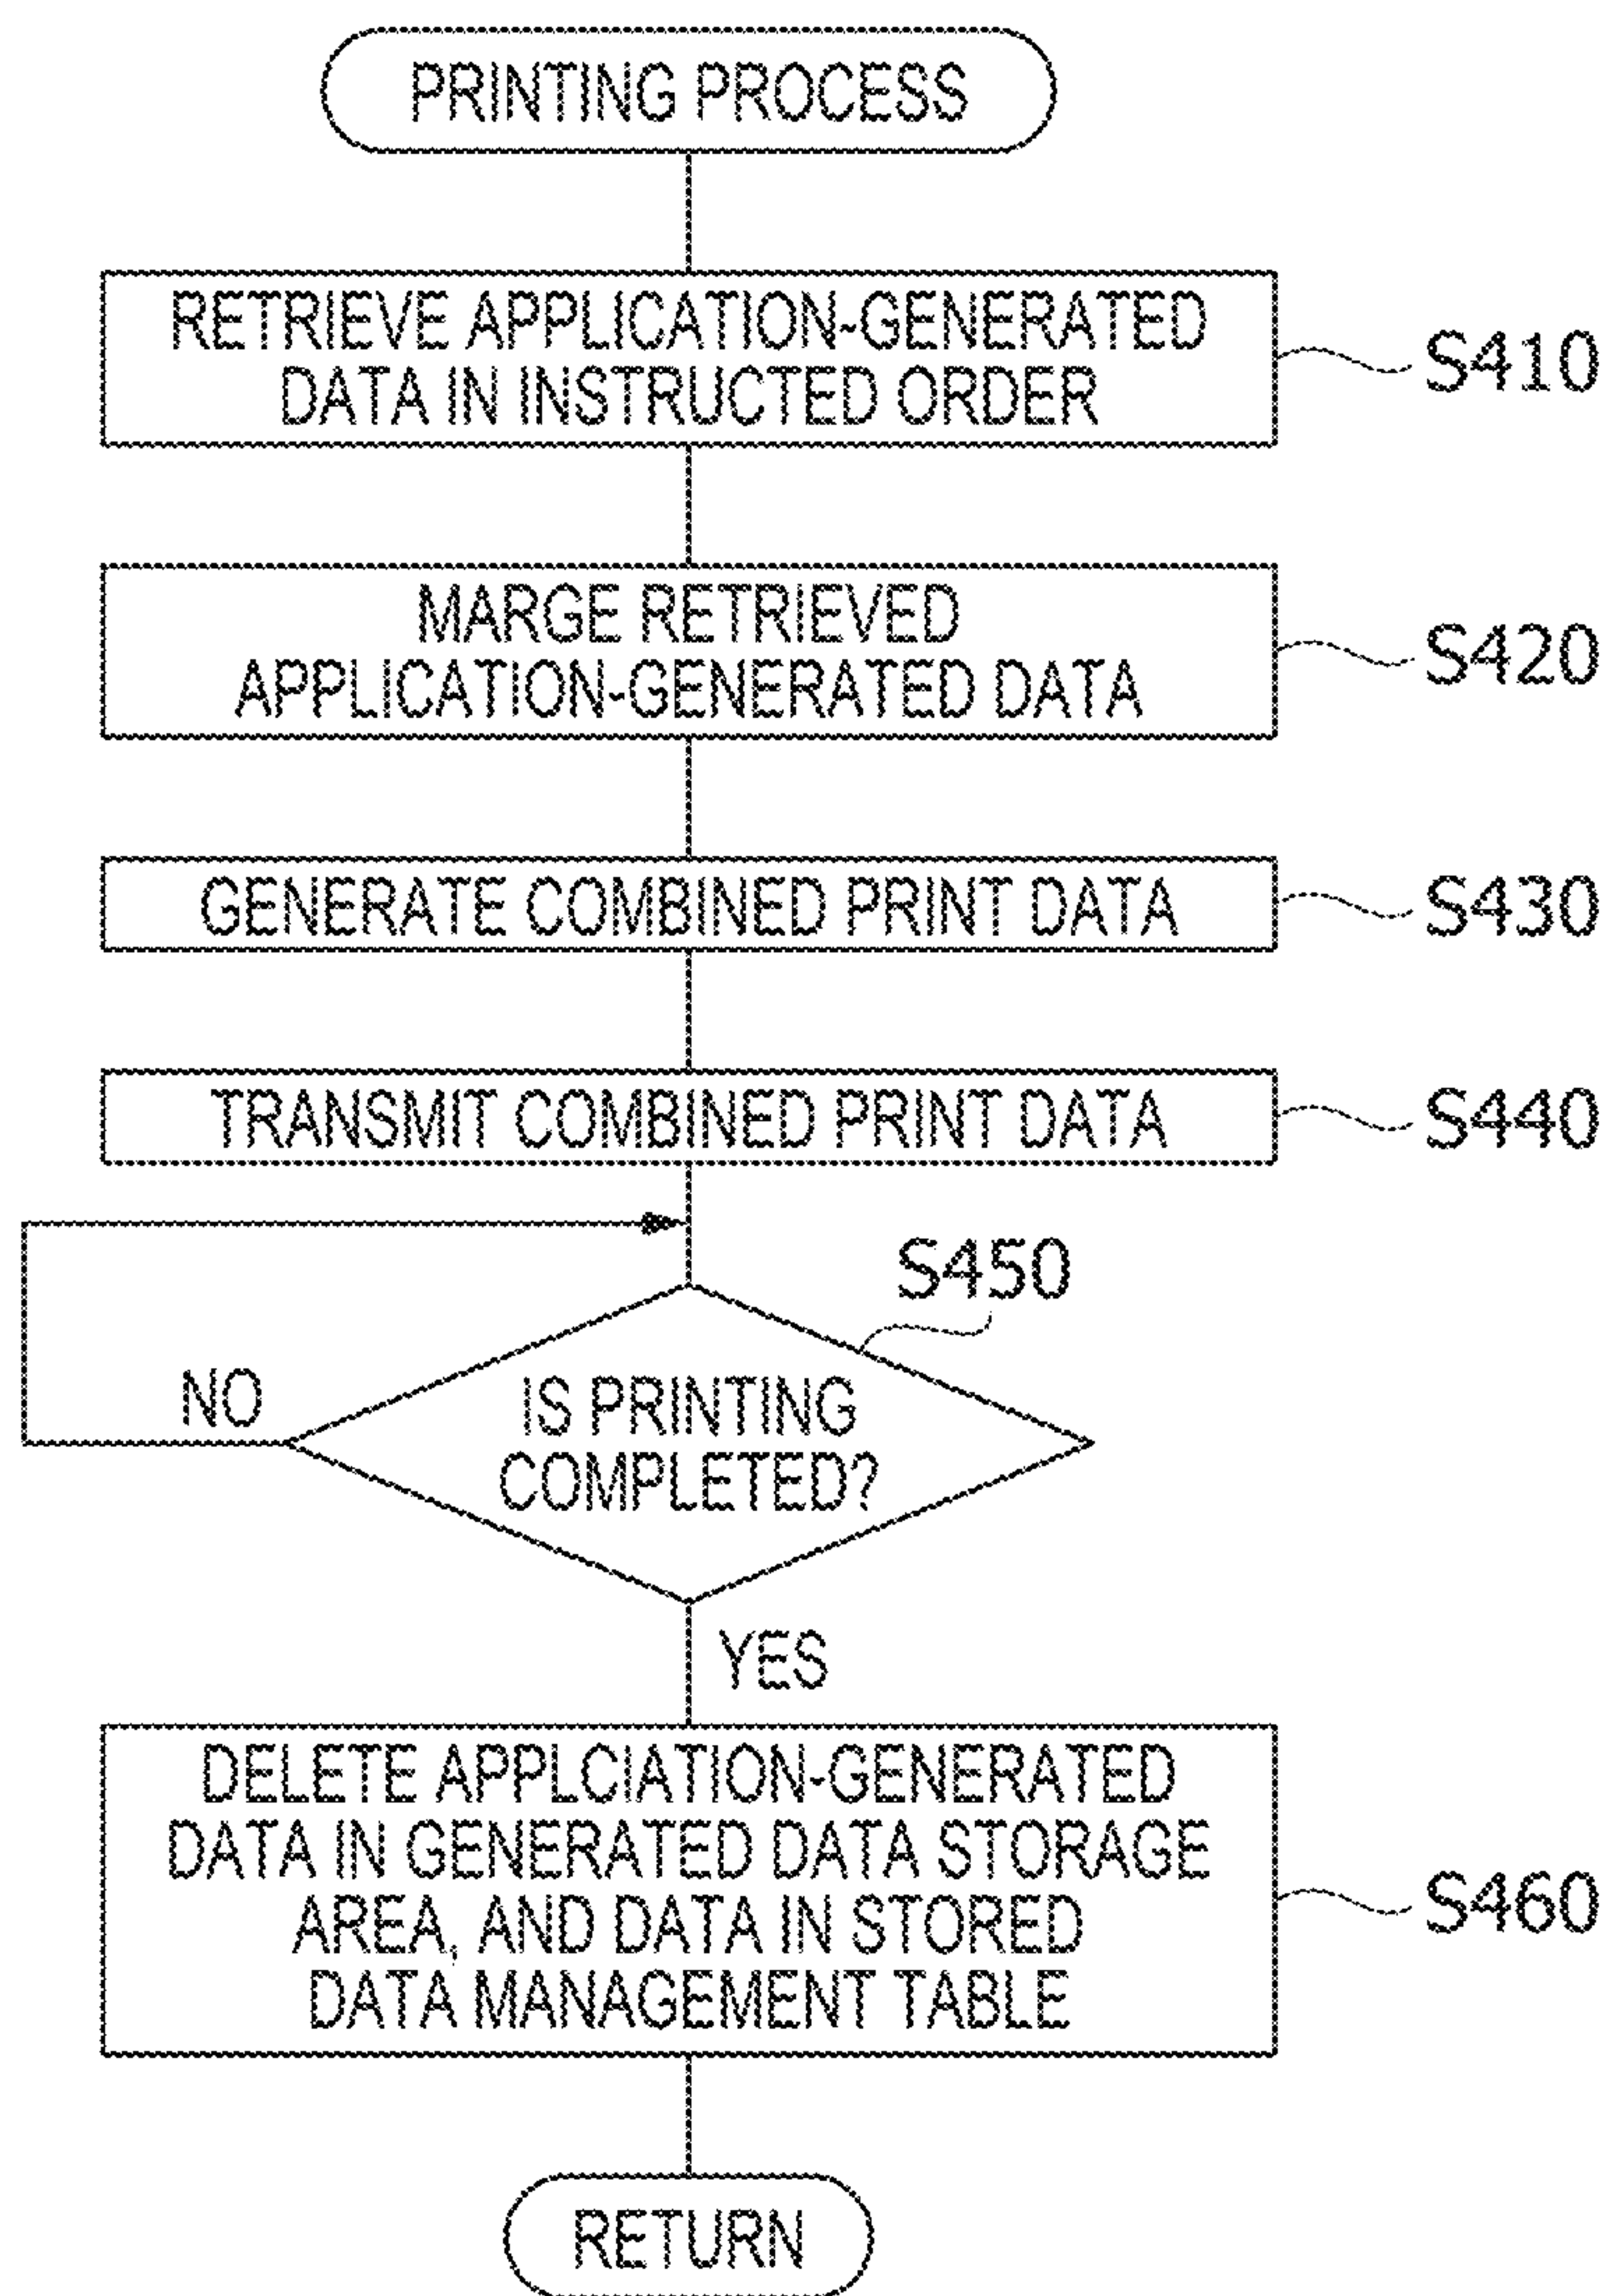 PRINTING PROCESS
RETRIEVE APPLICATION-GENERATED
DATA IN INSTRUCTED ORDER
S410
MARGE RETRIEVED
APPLICATION-GENERATED DATA
S420
GENERATE COMBINED PRINT DATA
S430
TRANSMIT COMBINED PRINT DATA
S440
S450
NO
IS PRINTING
COMPLETED?
YES
DELETE APPLCIATION-GENERATED
DATA IN GENERATED DATA STORAGE
AREA, AND DATA IN STORED
DATA MANAGEMENT TABLE
S460
RETURN